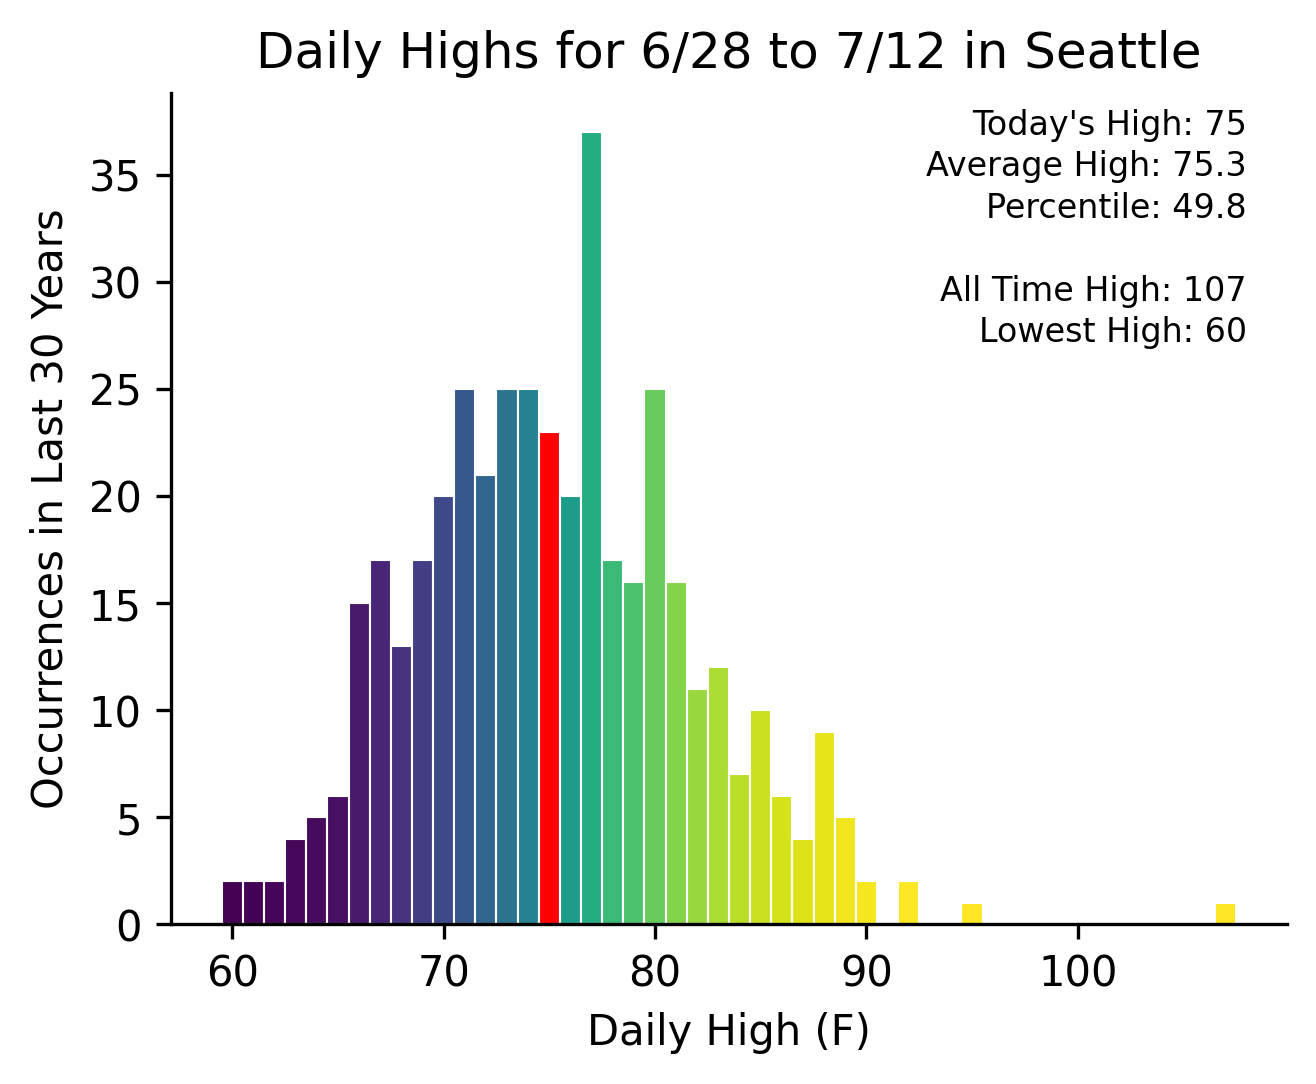 Daily Highs for 6/28 to 7/12 in Seattle
Today's High: 75
Average High: 75.3
Percentile: 49.8
All Time High: 107
Lowest High: 60
Occurrences in Last 30 Years
35
30
25
20
15
10
5
0
60 70 80 90 100
Daily High (F)